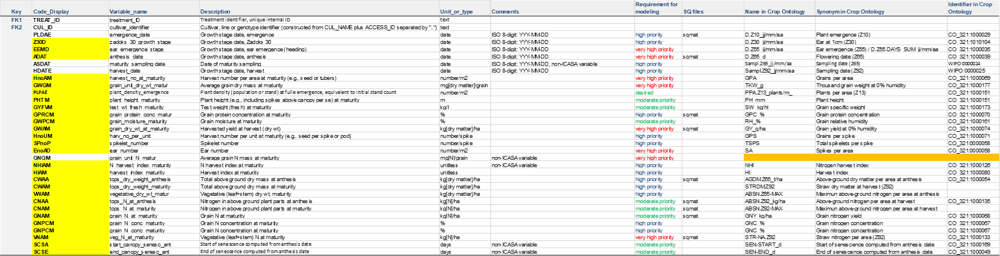 Key Code_Display Variable_name Description Unit_or_type Comments Requirement for modeling SQ files Name in Crop Ontology Synonym in Crop Ontology Identifier in Crop Ontology
FK1 TREAT_ID treatment_ID Treatment identifier, unique internal ID text
FK2 CUL_ID cultivar_identifier Cultivar, line or genotype identifier (constructed from CUL_NAME plus ACCESS_ID separated by "..") text
PLDAE emergence_date Growth stage date, emergence date ISO 8-digit: YYY-MM-DD high priority sqmat D.Z10_jj/mm/aa Plant emergence (Z10) CO_321:1000029
Z30D zadoks_30_growth_stage Growth stage date, Zadoks 30 date ISO 8-digit: YYY-MM-DD high priority D.Z30_jj/mm/aa Ear at 1cm (Z30) CO_321:1010104
EEMD ear_emergence_stage Growth stage date, ear emergence (heading) date ISO 8-digit: YYY-MM-DD very high priority D.Z55_jj/mm/aa Ear emergence (Z55) / D.Z55.DAYS_SUM_jj/mm/aa CO_321:1000035
ADAT anthesis_date Growth stage date, anthesis date ISO 8-digit: YYY-MM-DD very high priority sqmat D.Z65_d Flowering date (Z65) CO_321:1000039
ASDAT maturity_sampling date Date of maturity sampling date ISO 8-digit: YYY-MM-DD, non-ICASA variable high priority Sampl.Z65_jj/mm/aa Sampling date (Z65) WIPO:0000024
HDATE harvest_date Growth stage date, harvest date ISO 8-digit: YYY-MM-DD high priority Sampl.Z92_jj/mm/aa Sampling date (Z92) WIPO:0000025
HnoAM harvest_no_at_maturity Harvest number per area at maturity (e.g., seed or tubers) number/m2 very high priority GPA Grains per area CO_321:1000069
GWGM grain_unit_dry_wt_matur Average grain dry mass at maturity mg[dry matter]/grain very high priority TKW_g Thousund grain weight at 0% humidity CO_321:1000177
PLPAE plant_density_emergence Plant density (population or stand) at fulle emergence, equivalent to initial stand count number/m2 desired PPA.Z13_plants/m_ Plants per area (Z13) CO_321:1000151
PHTM plant_height_maturity Plant height (e.g., including spikes above canopy per se) at maturity m moderate priority PH_mm Plant height CO_321:1000151
GYFVM test_wt_fresh_maturity Test weight (fresh) at maturity kg/l moderate priority SW_kg/hl Grain specific weight CO_321:1000173
GPRCM grain_protein_conc_matur Grain protein concentration at maturity % high priority sqmat GPC_% Grain protein concentration CO_321:1000070
GWPCM grain_moisture_maturity Grain moisture at maturity % moderate priority RH_% Grain relative humidity CO_321:1000161
GWAM grain_dry_wt_at_maturity Harvested yield at harvest (dry wt) kg[dry matter]/ha very high priority sqmat GY_q/ha Grain yield at 0% humidity CO_321:1000074
HnoUM harv_no_per_unit Harvest number per unit at maturity (e.g., seed per spike or pod) number/spike high priority GPS Grains per spike CO_321:1000071
SPnoP spikelet_number Spikelet number number/spike high priority TSPS Total spikelets per spike CO_321:0000058
EnoAD ear_number Ear number number/m2 very high priority SA Spikes per area CO_321:0000058
GNGM grain_unit_N_matur Average grain N mass at maturity mg[N]/grain non-ICASA variable very high priority
NHIAM N_harvest_index_maturity N harvest index at maturity unitless non-ICASA variable high priority NHI Nitrogen harvest index CO_321:1000126
HIAM harvest_index_maturity Harvest index at maturity unitless high priority HI Harvest index CO_321:1000080
CWAA tops_dry_weight_anthesis Total above ground dry mass at anthesis kg[dry matter]/ha high priority sqmat AGDM.Z65_t/ha Above-ground dry matter per area at anthesis CO_321:1000054
CWAM tops_dry_weight_maturity Total above ground dry mass at maturity kg[dry matter]/ha high priority STRDM.Z92 Straw dry matter at harvest (Z92)
VWAM vegetative_dry_wt_matur Vegetative (leaf+stem) dry wt, maturity kg[dry matter]/ha high priority ABSN.Z65-MAX Maximun above-ground nitrogen per area at anthesis
CNAA tops_N_at_anthesis Nitrogen in above ground plant parts at anthesis kg[N]/ha moderate priority sqmat ABSN.Z92_kg/ha Above-ground nitrogen per area at harvest CO_321:1000135
CNAM tops_N_at_maturity Nitrogen in above ground plant parts at maturity kg[N]/ha moderate priority sqmat ABSN.Z92-MAX Maximun above-ground nitrogen per area at harvest
GNAM grain_N_at_maturity Grain N at maturity kg[N]/ha moderate priority sqmat GNY_kg/ha Grain nitrogen yield CO_321:1000068
GNPCM grain_N_conc_maturity Grain N concentration at maturity % high priority GNC_% Grain nitrogen concentration CO_321:1000067
GNPCM grain_N_conc_maturity Grain N concentration at maturity % high priority GNC_% Grain nitrogen concentration CO_321:1000067
VNAM veg_N_at_maturity Vegetative (leaf+stem) N at maturity kg[N]/ha very high priority sqmat STR-NA.Z92 Straw nitrogen per area (Z92) CO_321:1000133
SCSA start_canopy_senesc_ant Start of senescence computed from anthesis date days non-ICASA variable moderate priority SEN-START_d Start of senescence computed from anthesis date CO_321:1000169
SCSE end_canopy_senesc_ant End of senescence computed from anthesis date days non-ICASA variable moderate priority SEN-END_d End of senescence computed from anthesis date CO_321:1000049